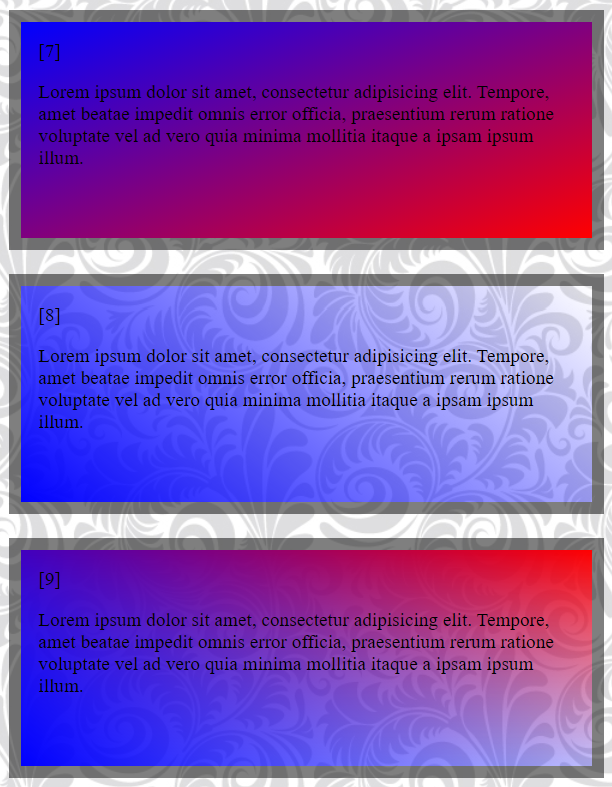 [7]
Lorem ipsum dolor sit amet, consectetur adipisicing elit. Tempore,
amet beatae impedit omnis error officia, praesentium rerum ratione
voluptate vel ad vero quia minima mollitia itaque a ipsam ipsum
illum.
[8]
Lorem ipsum dolor sit amet, consectetur adipisicing elit. Tempore,
amet beatae impedit omnis error officia, praesentium rerum ratione
voluptate vel ad vero quia minima mollitia itaque a ipsam ipsum
illum.
[9]
Lorem ipsum dolor sit amet, consectetur adipisicing elit. Tempore,
amet beatae impedit omnis error officia, praesentium rerum ratione
voluptate vel ad vero quia minima mollitia itaque a ipsam ipsum
illum.